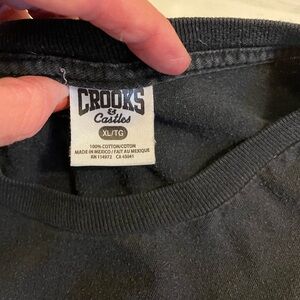 CROOKS
&
Castles
XL/TG
100% COTTON/COTON
MADE IN MEXICO / FAIT AU MEXIQUE
RN 114972 CA 45041